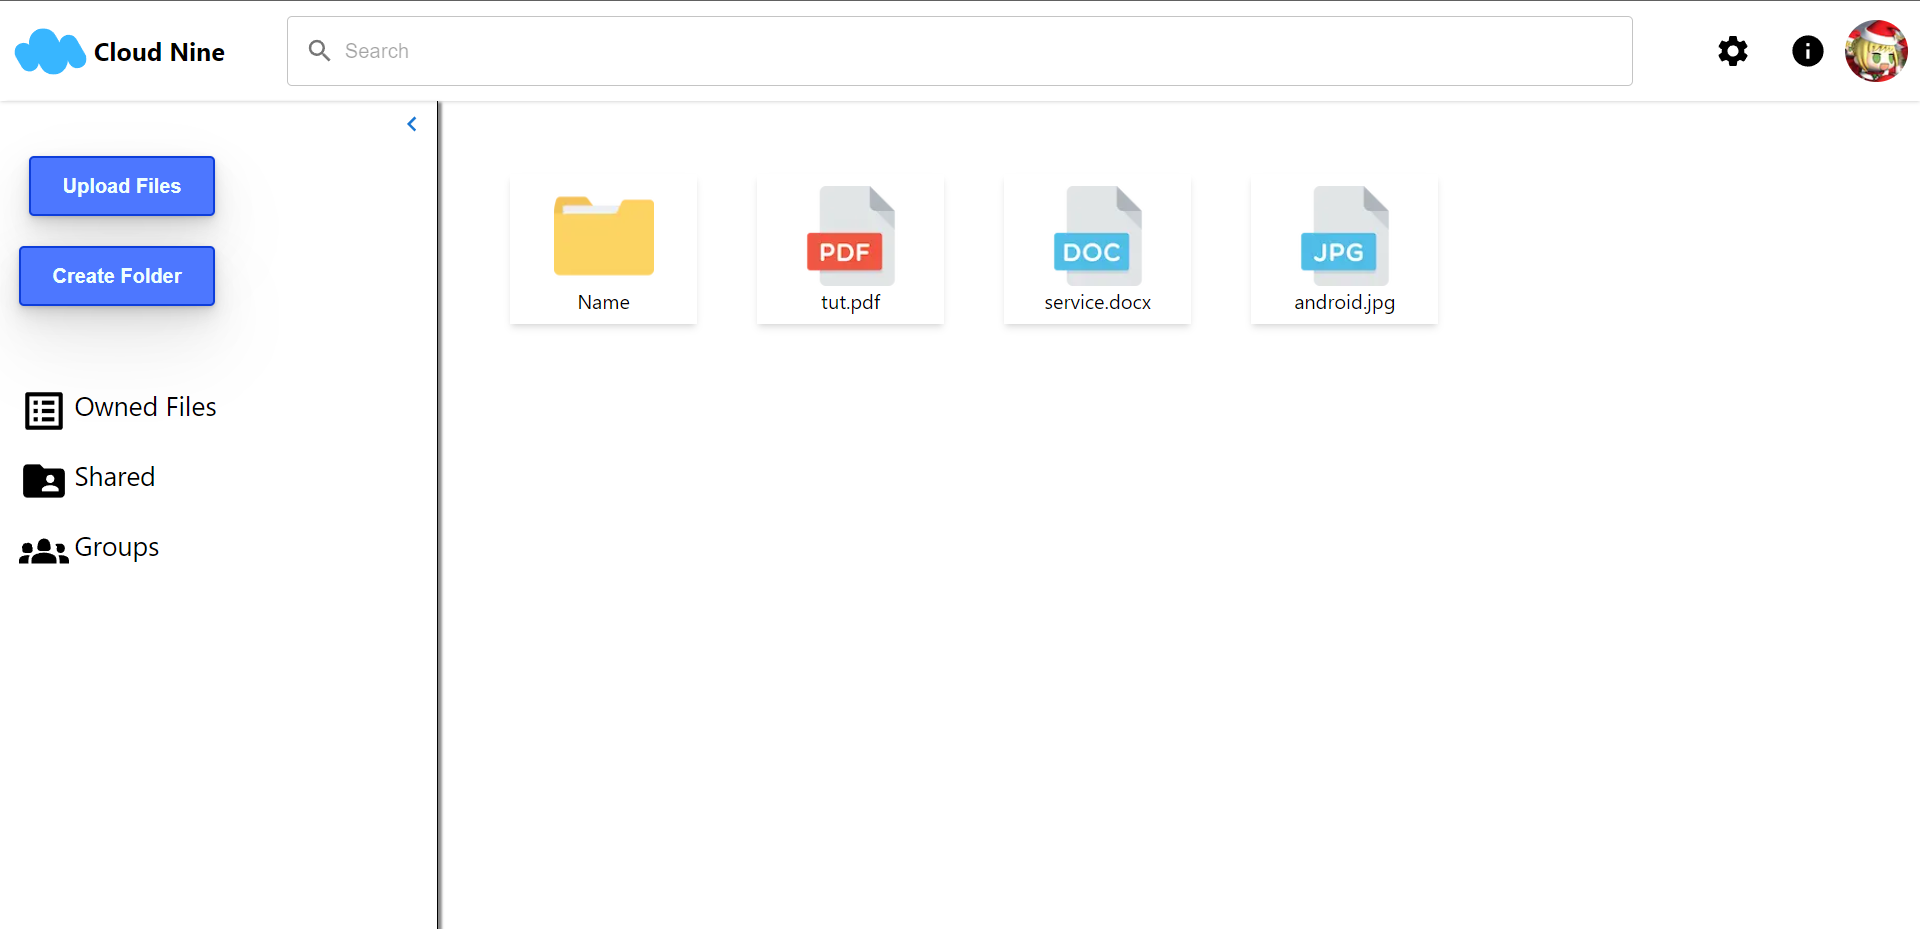 Cloud Nine
Search
Upload Files
Create Folder
Owned Files
Shared
Groups
Name
PDF
tut.pdf
DOC
service.docx
JPG
android.jpg